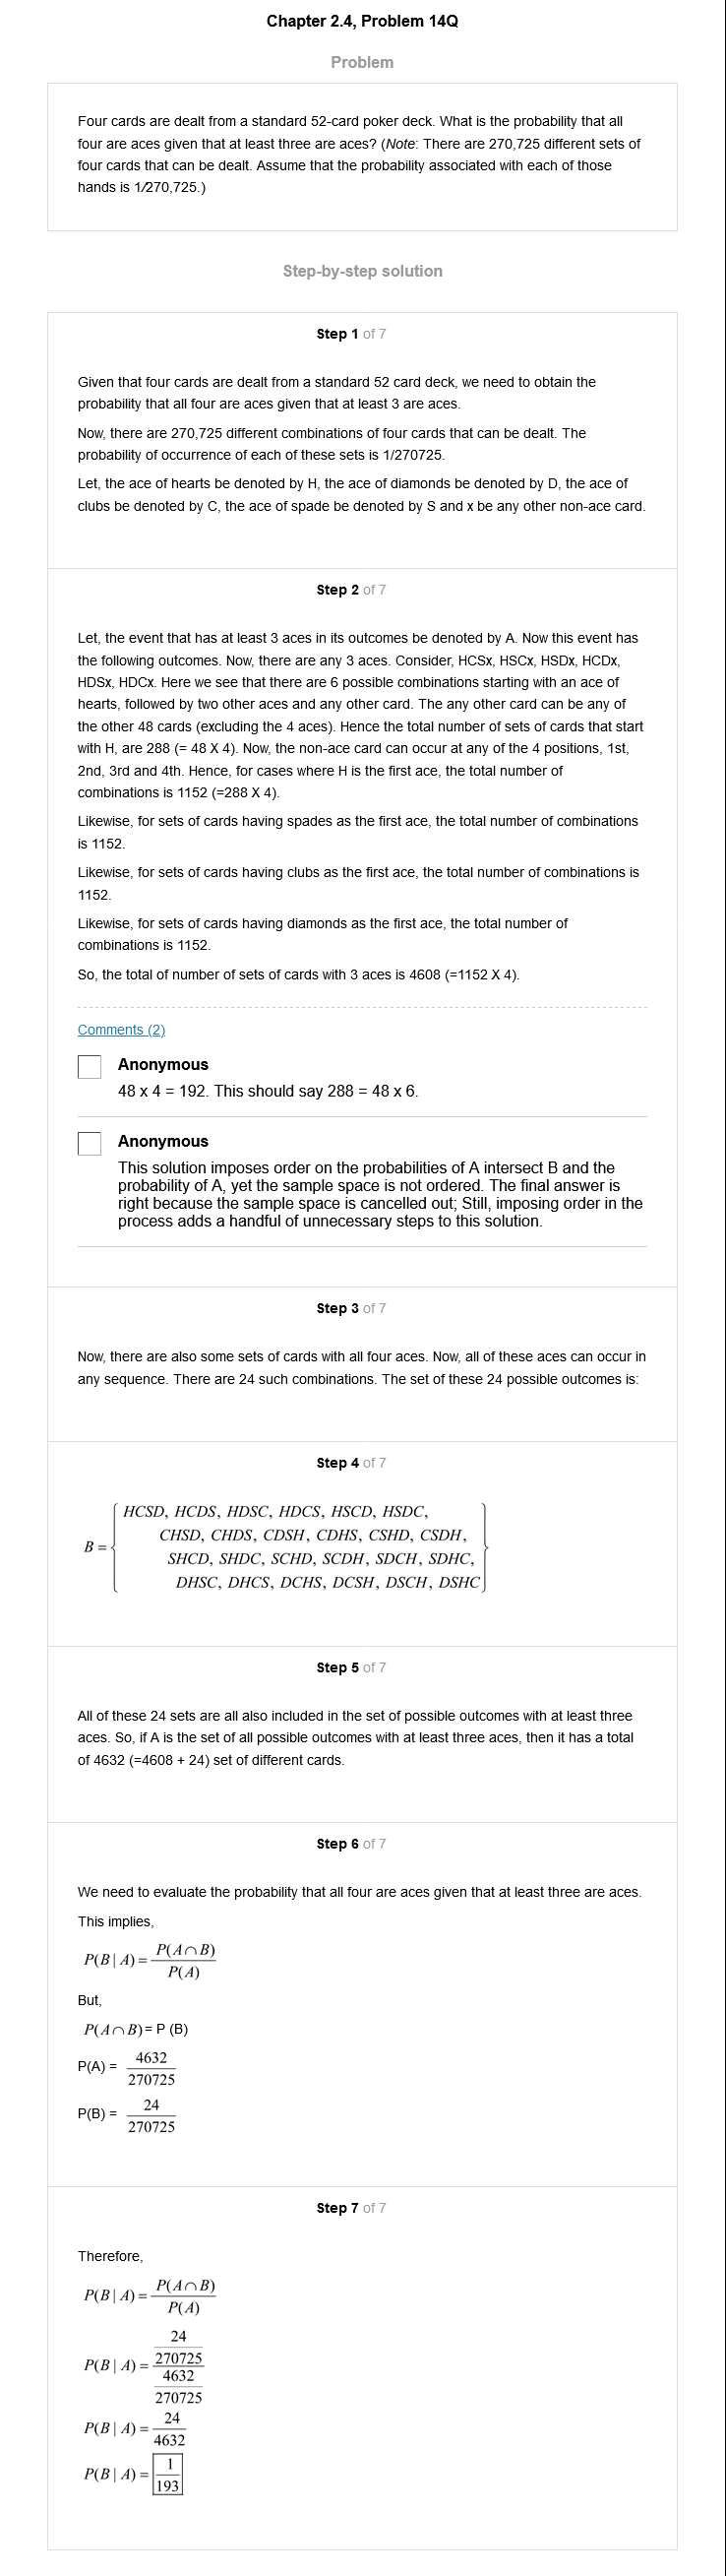 Chapter 2.4, Problem 14Q
Problem
Four cards are dealt from a standard 52-card poker deck. What is the probability that all
four are aces given that at least three are aces? (Note: There are 270,725 different sets of
four cards that can be dealt. Assume that the probability associated with each of those
hands is 1/270,725.)
Step-by-step solution
Step 1 of 7
Given that four cards are dealt from a standard 52 card deck, we need to obtain the
probability that all four are aces given that at least 3 are aces.
Now, there are 270,725 different combinations of four cards that can be dealt. The
probability of occurrence of each of these sets is 1/270725.
Let, the ace of hearts be denoted by H, the ace of diamonds be denoted by D, the ace of
clubs be denoted by C, the ace of spade be denoted by S and x be any other non-ace card.
Step 2 of 7
Let, the event that has at least 3 aces in its outcomes be denoted by A. Now this event has
the following outcomes. Now, there are any 3 aces. Consider, HCSx, HSCx, HSDx, HCDx,
HDSx, HDCx. Here we see that there are 6 possible combinations starting with an ace of
hearts, followed by two other aces and any other card. The any other card can be any of
the other 48 cards (excluding the 4 aces). Hence the total number of sets of cards that start
with H, are 288 (= 48 X 4). Now, the non-ace card can occur at any of the 4 positions, 1st,
2nd, 3rd and 4th. Hence, for cases where H is the first ace, the total number of
combinations is 1152 (=288 X 4).
Likewise, for sets of cards having spades as the first ace, the total number of combinations
is 1152.
Likewise, for sets of cards having clubs as the first ace, the total number of combinations is
1152.
Likewise, for sets of cards having diamonds as the first ace, the total number of
combinations is 1152.
So, the total of number of sets of cards with 3 aces is 4608 (=1152 X 4).
Comments (2)
Anonymous
48 x 4 = 192. This should say 288 = 48 x 6.
Anonymous
This solution imposes order on the probabilities of A intersect B and the
probability of A, yet the sample space is not ordered. The final answer is
right because the sample space is cancelled out; Still, imposing order in the
process adds a handful of unnecessary steps to this solution.
Step 3 of 7
Now, there are also some sets of cards with all four aces. Now, all of these aces can occur in
any sequence. There are 24 such combinations. The set of these 24 possible outcomes is:
Step 4 of 7
B = { HCSD, HCDS, HDSC, HDCS, HSCD, HSDC,
CHSD, CHDS, CDSH, CDHS, CSHD, CSDH,
SHCD, SHDC, SCHD, SCDH, SDCH, SDHC,
DHSC, DHCS, DCHS, DCSH, DSCH, DSHC }
Step 5 of 7
All of these 24 sets are all also included in the set of possible outcomes with at least three
aces. So, if A is the set of all possible outcomes with at least three aces, then it has a total
of 4632 (=4608 + 24) set of different cards.
Step 6 of 7
We need to evaluate the probability that all four are aces given that at least three are aces.
This implies,
P(B | A) = P(A∩B) / P(A)
But,
P(A∩B) = P (B)
P(A) = 4632 / 270725
P(B) = 24 / 270725
Step 7 of 7
Therefore,
P(B | A) = P(A∩B) / P(A)
P(B | A) = (24 / 270725) / (4632 / 270725)
P(B | A) = 24 / 4632
P(B | A) = 1 / 193